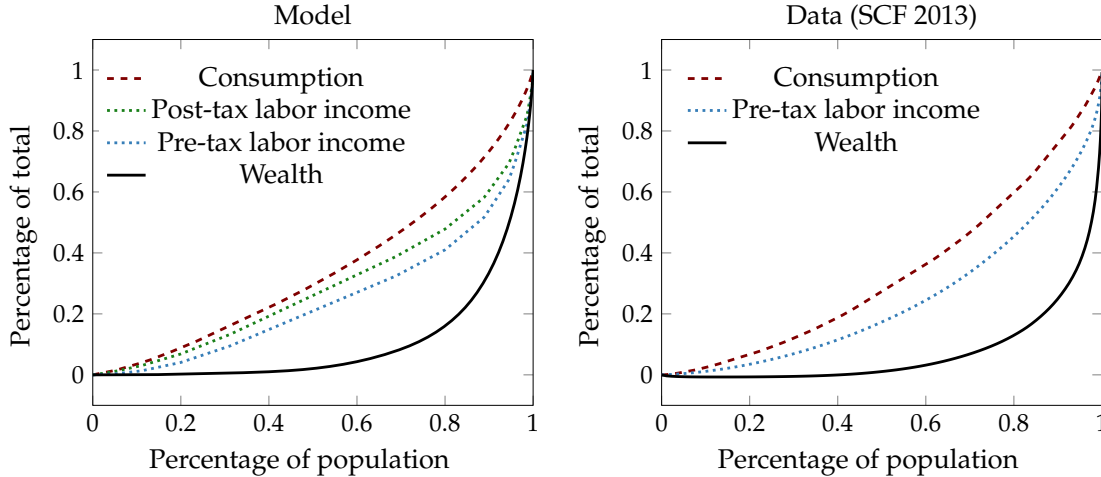 Model
Percentage of total
1
0.8
0.6
0.4
0.2
0
Consumption
Post-tax labor income
Pre-tax labor income
Wealth
0
0.2
0.4
0.6
0.8
1
Percentage of population
Data (SCF 2013)
Percentage of total
1
0.8
0.6
0.4
0.2
0
Consumption
Pre-tax labor income
Wealth
0
0.2
0.4
0.6
0.8
1
Percentage of population